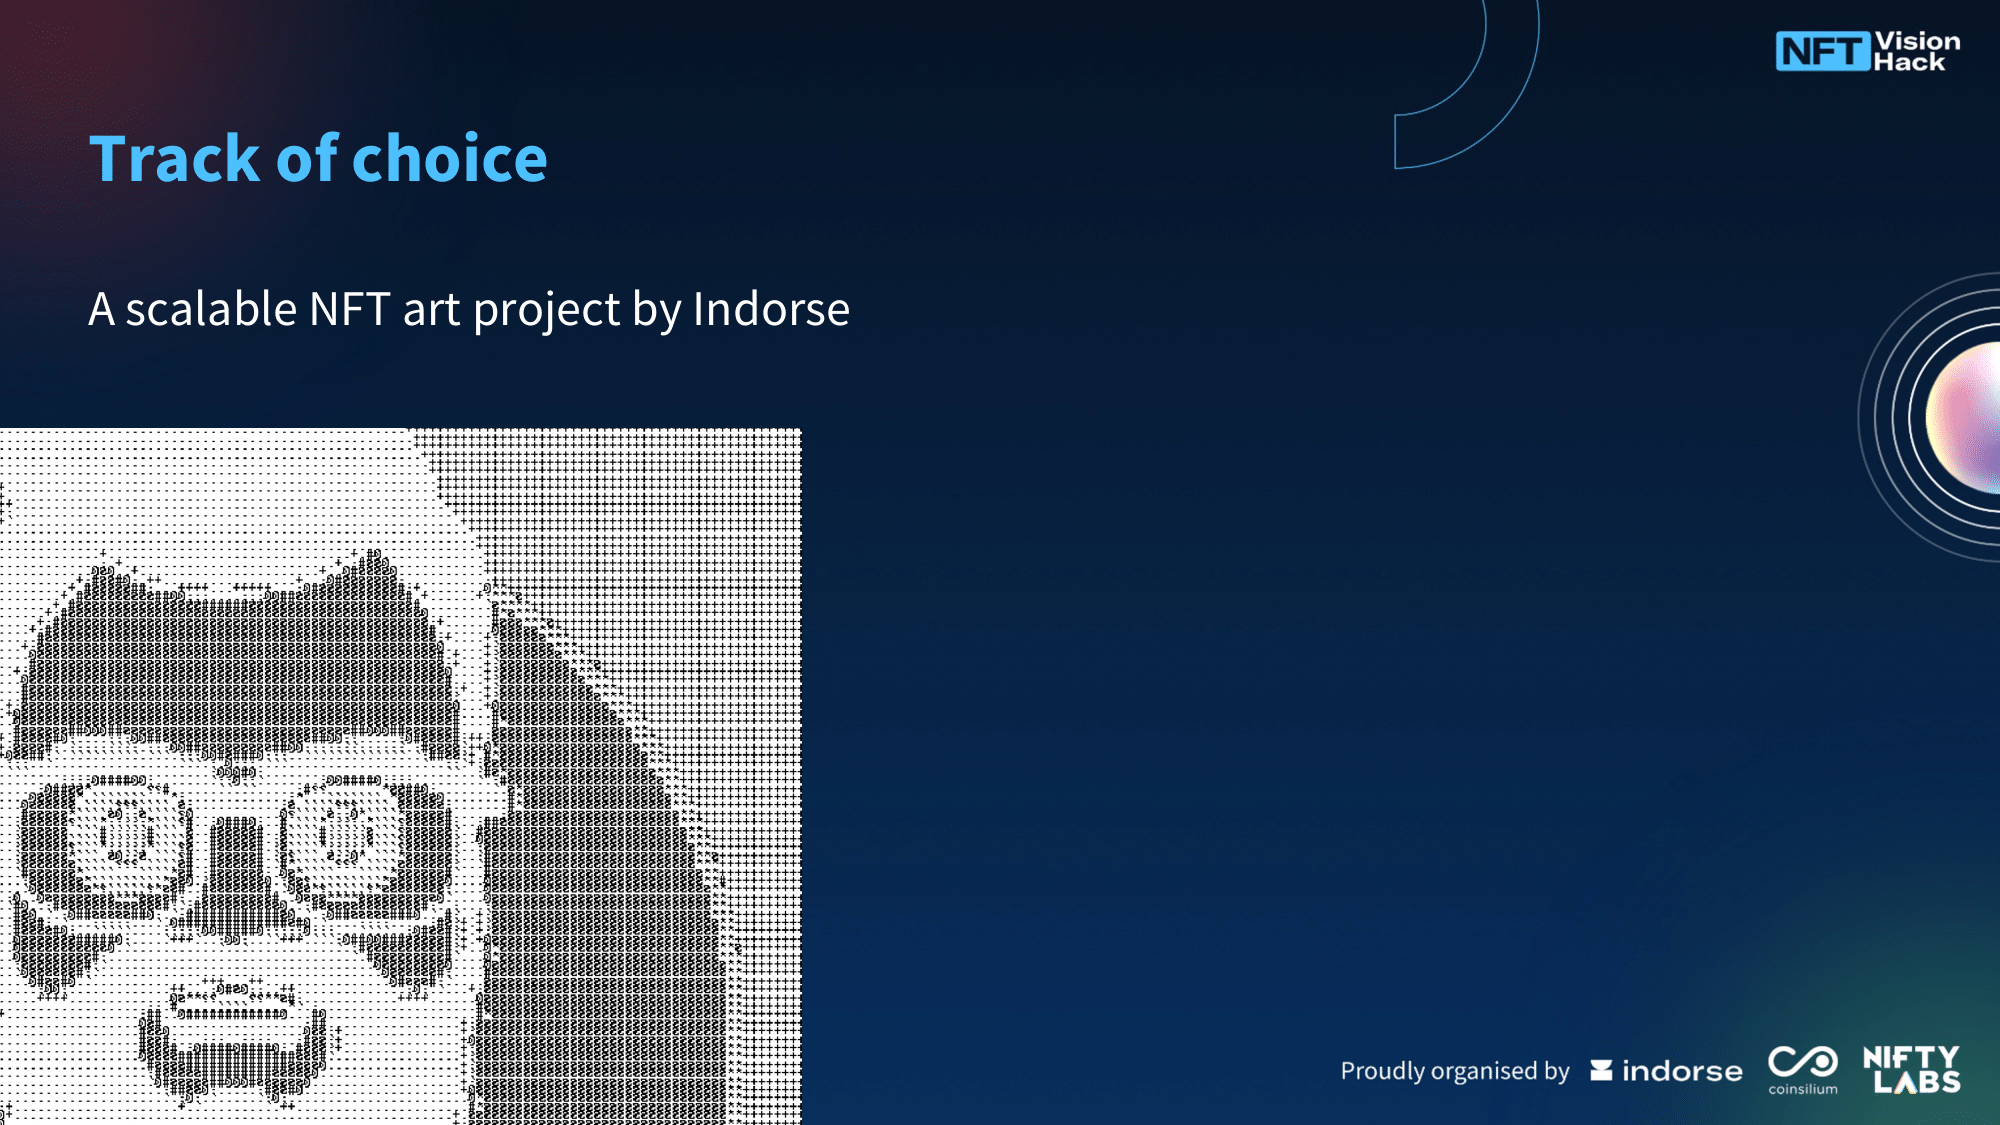 NFT Vision
Hack
Track of choice
A scalable NFT art project by Indorse
Proudly organised by indorse coinsilium NIFTY LABS